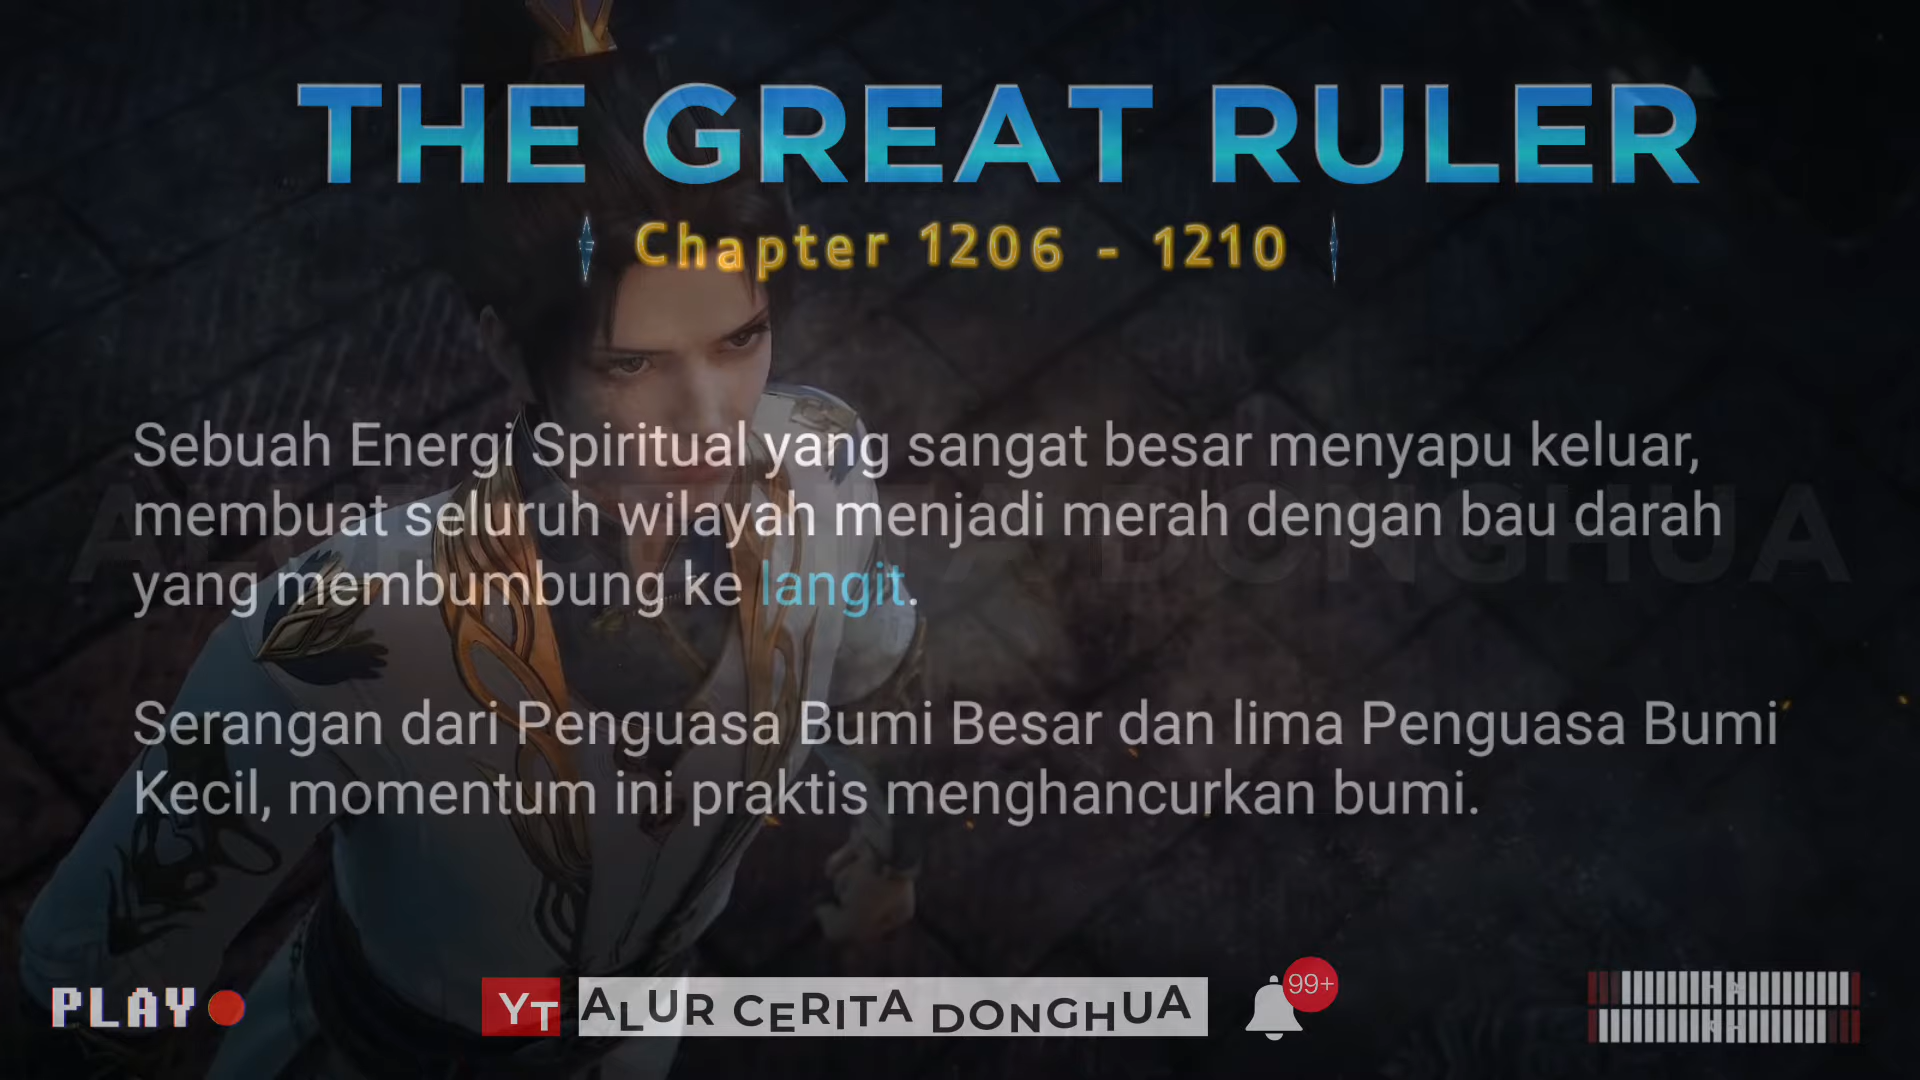 THE GREAT RULER
Chapter 1206 - 1210
Sebuah Energi Spiritual yang sangat besar menyapu keluar,
membuat seluruh wilayah menjadi merah dengan bau darah
yang membumbung ke langit.
Serangan dari Penguasa Bumi Besar dan lima Penguasa Bumi
Kecil, momentum ini praktis menghancurkan bumi.
PLAY
YT ALUR CERITA DONGHUA
99+